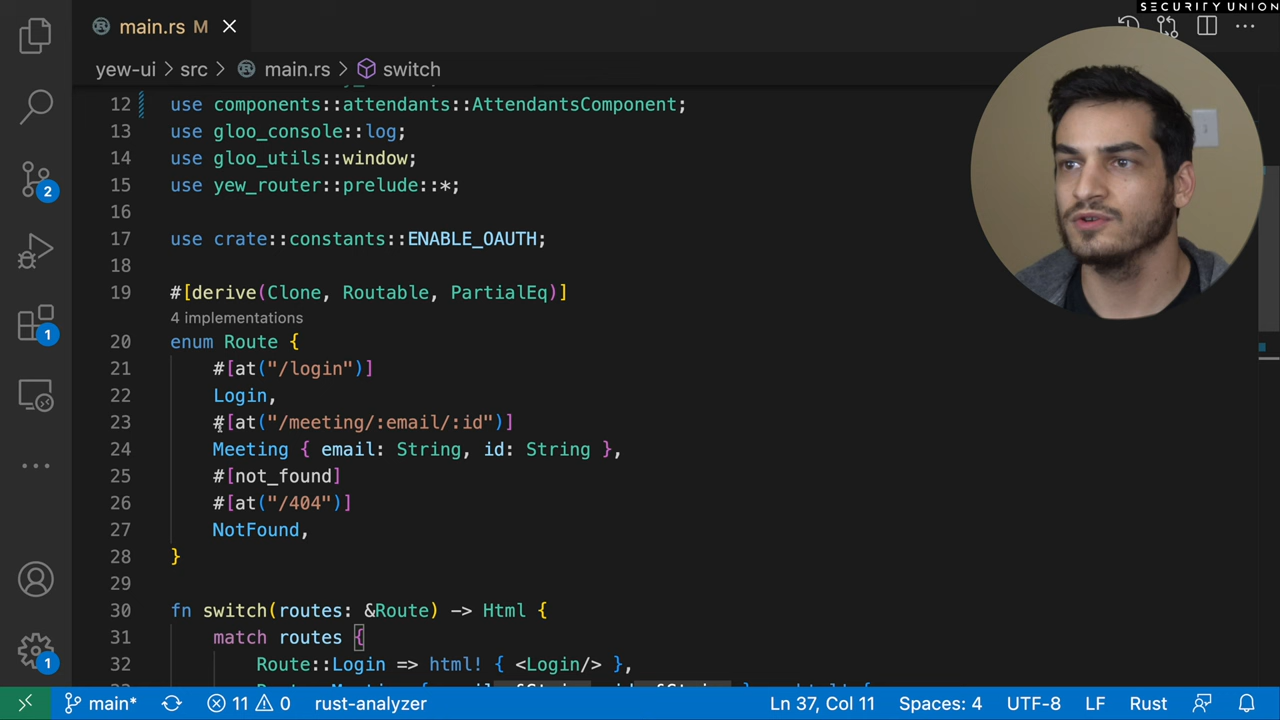 SECURITY UNION
main.rs M
yew-ui > src > main.rs > switch
12 use components::attendants::AttendantsComponent;
13 use gloo_console::log;
14 use gloo_utils::window;
15 use yew_router::prelude::*;
16
17 use crate::constants::ENABLE_OAUTH;
18
19 #[derive(Clone, Routable, PartialEq)]
4 implementations
20 enum Route {
21 #[at("/login")]
22 Login,
23 #[at("/meeting/:email/:id")]
24 Meeting { email: String, id: String },
25 #[not_found]
26 #[at("/404")]
27 NotFound,
28 }
29
30 fn switch(routes: &Route) -> Html {
31 match routes {
32 Route::Login => html! { <Login/> },
2
1
1
main* 11 0 rust-analyzer Ln 37, Col 11 Spaces: 4 UTF-8 LF Rust